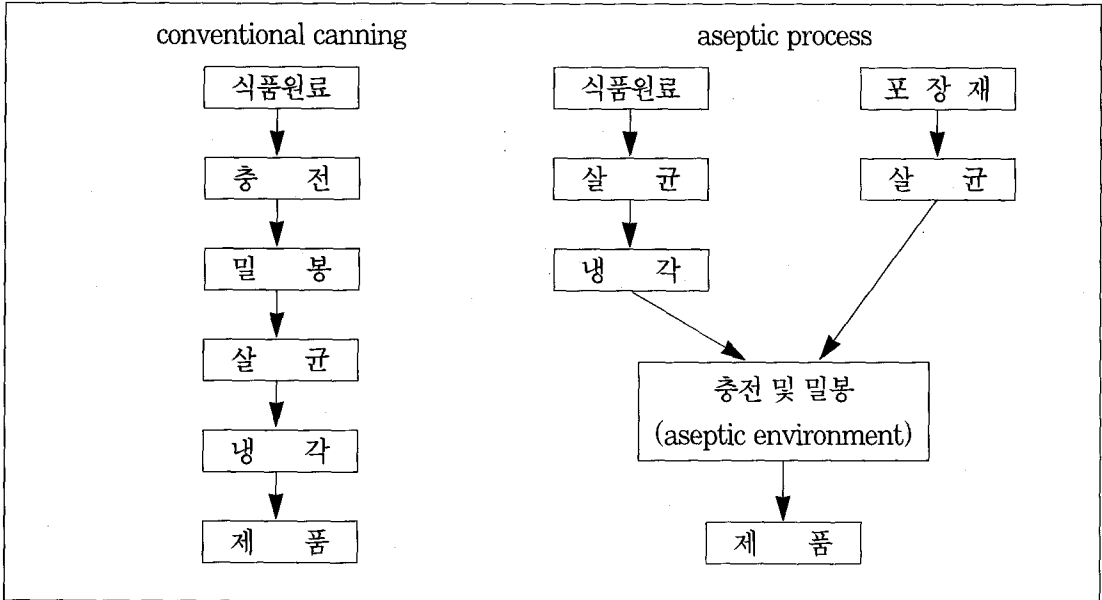 conventional canning
식품원료
충 전
밀 봉
살 균
냉 각
제 품
aseptic process
식품원료
포 장 재
살 균
살 균
냉 각
충전 및 밀봉
(aseptic environment)
제 품